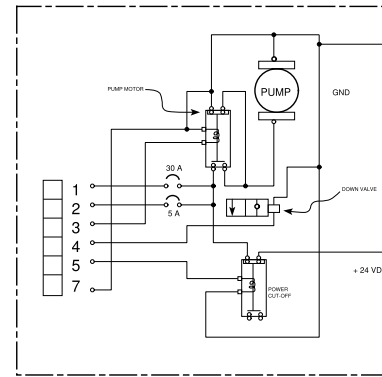 PUMP MOTOR
PUMP
GND
30 A
1
2
5 A
3
4
5
7
DOWN VALVE
POWER
CUT-OFF
+ 24 VD